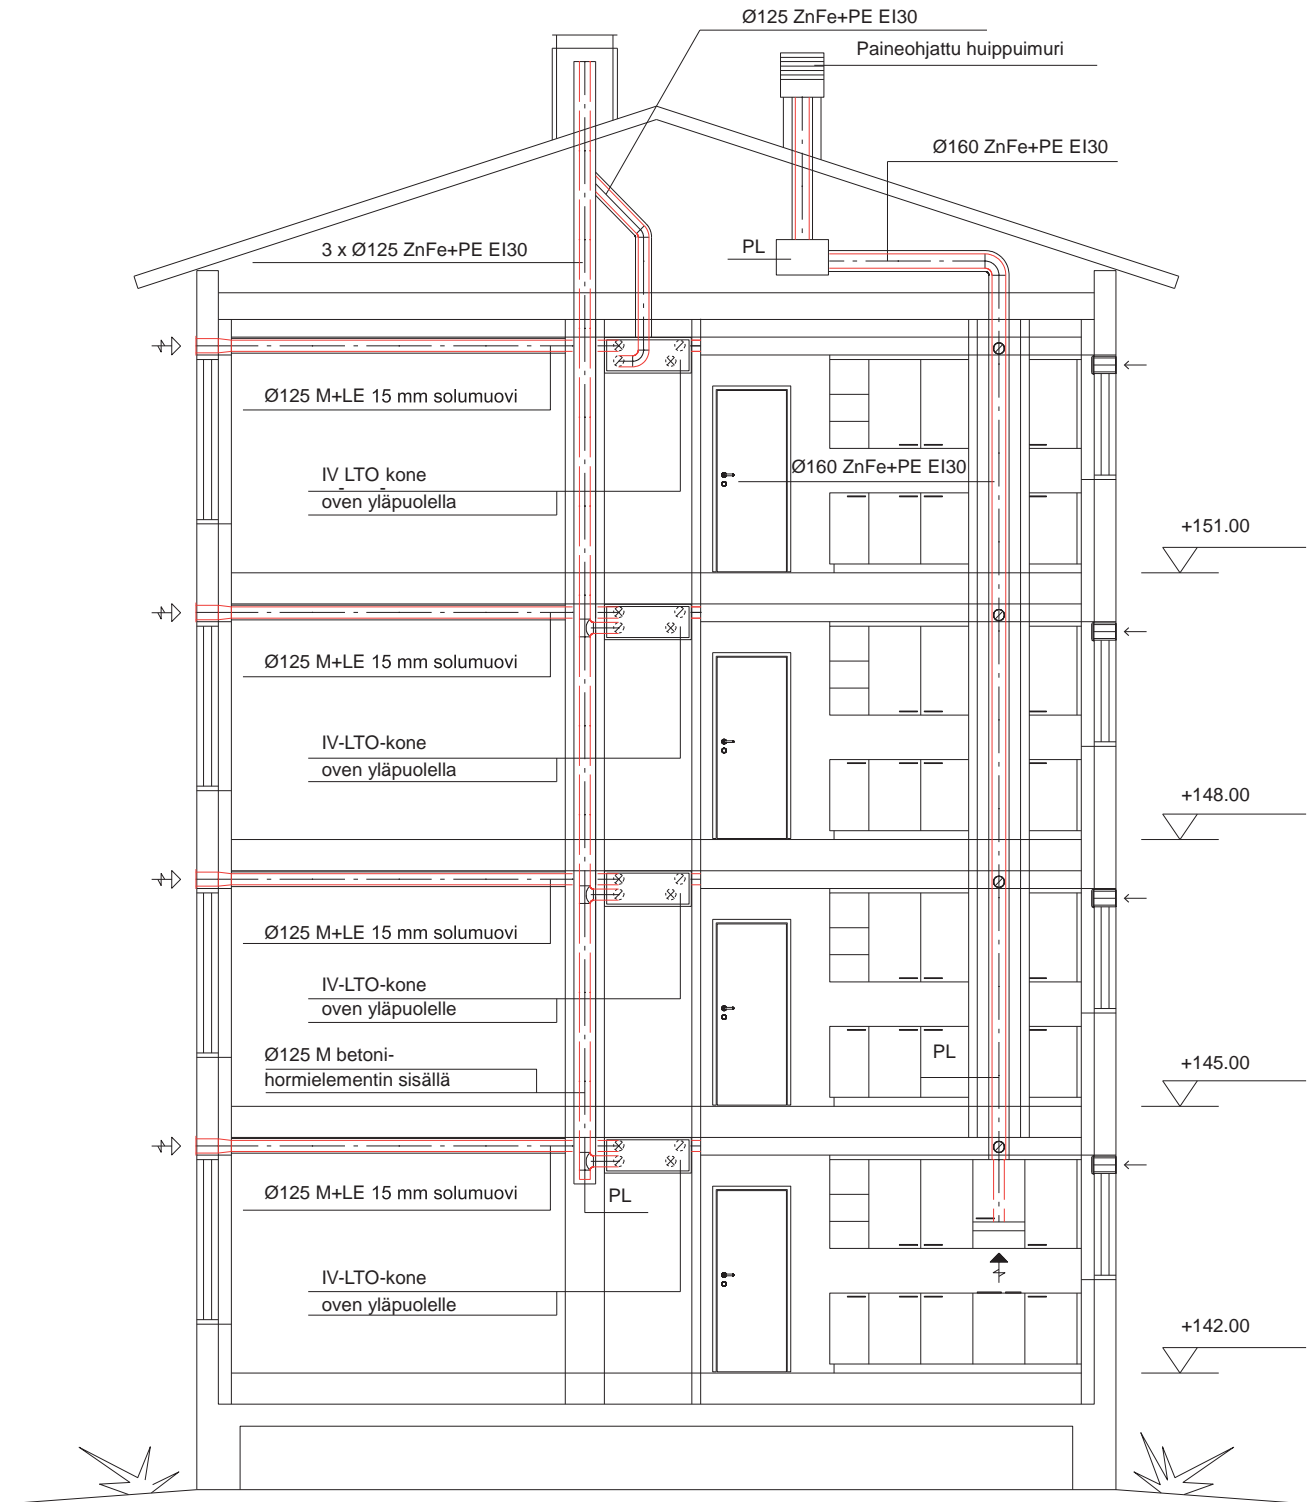 Ø125 ZnFe+PE EI30
Paineohjattu huippuimuri
Ø160 ZnFe+PE EI30
3 x Ø125 ZnFe+PE EI30
PL
Ø125 M+LE 15 mm solumuovi
IV LTO kone
oven yläpuolella
Ø160 ZnFe+PE EI30
+151.00
Ø125 M+LE 15 mm solumuovi
IV-LTO-kone
oven yläpuolella
+148.00
Ø125 M+LE 15 mm solumuovi
IV-LTO-kone
oven yläpuolelle
Ø125 M betoni-
hormielementin sisällä
PL
+145.00
Ø125 M+LE 15 mm solumuovi
PL
IV-LTO-kone
oven yläpuolelle
+142.00